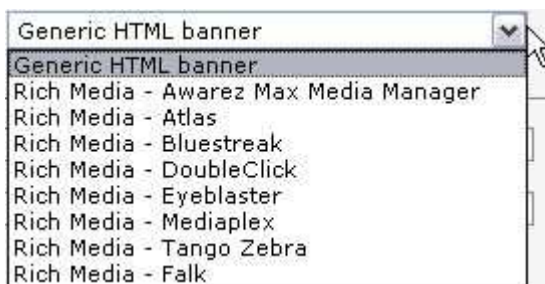 Generic HTML banner
Generic HTML banner
Rich Media - Awarez Max Media Manager
Rich Media - Atlas
Rich Media - Bluestreak
Rich Media - DoubleClick
Rich Media - Eyeblaster
Rich Media - Mediaplex
Rich Media - Tango Zebra
Rich Media - Falk